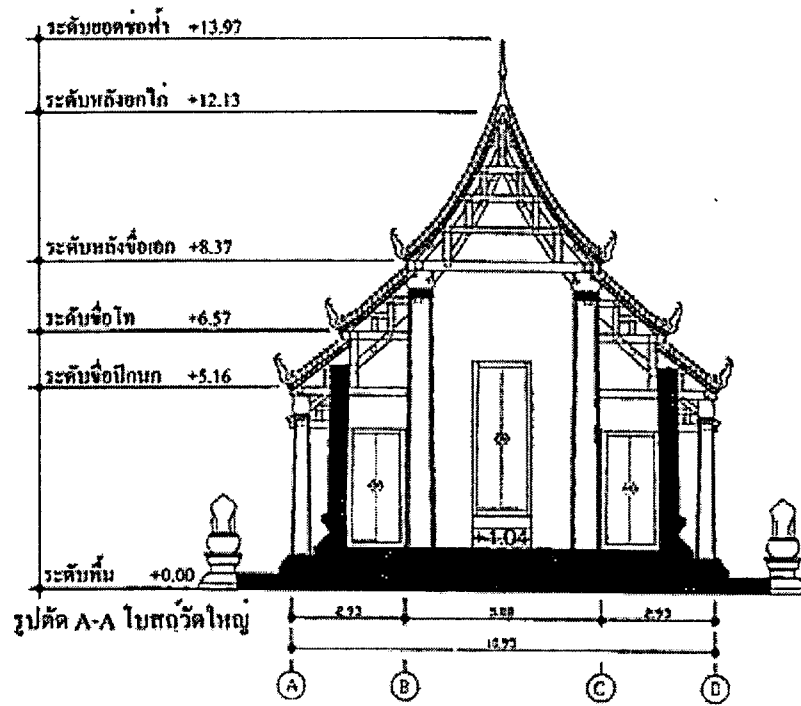 ระดับยอดช่อฟ้า +13.97
ระดับหลังอกไก่ +12.13
ระดับหลังขื่อเอก +8.37
ระดับขื่อโท +6.57
ระดับขื่อปีกนก +5.16
+1.04
ระดับพื้น +0.00
รูปตัด A-A โบสถ์วัดใหญ่
A B C D